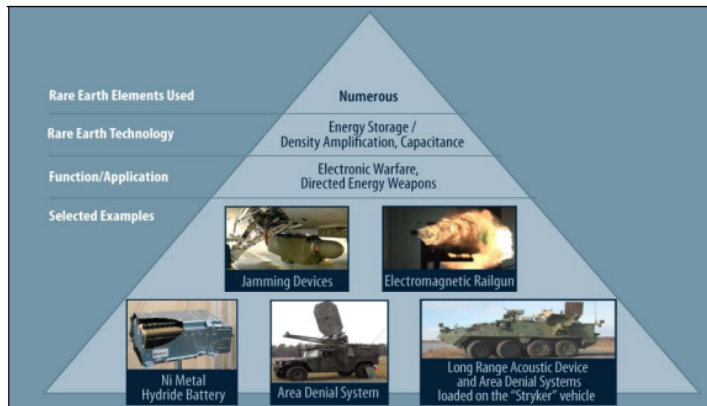 Rare Earth Elements Used
Numerous
Rare Earth Technology
Energy Storage /
Density Amplification, Capacitance
Function/Application
Electronic Warfare,
Directed Energy Weapons
Selected Examples
Jamming Devices
Electromagnetic Railgun
Ni Metal
Hydride Battery
Area Denial System
Long Range Acoustic Device
and Area Denial Systems
loaded on the "Stryker" vehicle